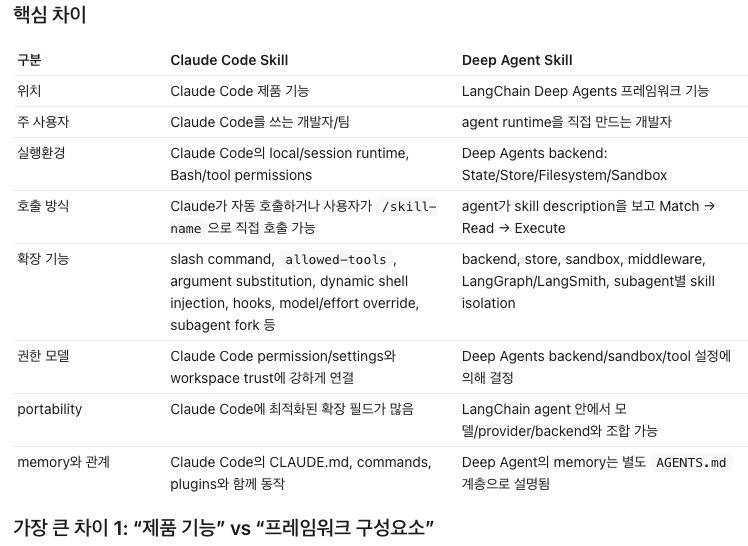 핵심 차이
구분 Claude Code Skill Deep Agent Skill
위치 Claude Code 제품 기능 LangChain Deep Agents 프레임워크 기능
주 사용자 Claude Code를 쓰는 개발자/팀 agent runtime을 직접 만드는 개발자
실행환경 Claude Code의 local/session runtime, Deep Agents backend:
Bash/tool permissions State/Store/Filesystem/Sandbox
호출 방식 Claude가 자동 호출하거나 사용자가 /skill- agent가 skill description을 보고 Match →
name 으로 직접 호출 가능 Read → Execute
확장 기능 slash command, allowed-tools , backend, store, sandbox, middleware,
argument substitution, dynamic shell LangGraph/LangSmith, subagent별 skill
injection, hooks, model/effort override, isolation
subagent fork 등
권한 모델 Claude Code permission/settings와 Deep Agents backend/sandbox/tool 설정에
workspace trust에 강하게 연결 의해 결정
portability Claude Code에 최적화된 확장 필드가 많음 LangChain agent 안에서 모
델/provider/backend와 조합 가능
memory와 관계 Claude Code의 CLAUDE.md, commands, Deep Agent의 memory는 별도 AGENTS.md
plugins와 함께 동작 계층으로 설명됨
가장 큰 차이 1: “제품 기능” vs “프레임워크 구성요소”